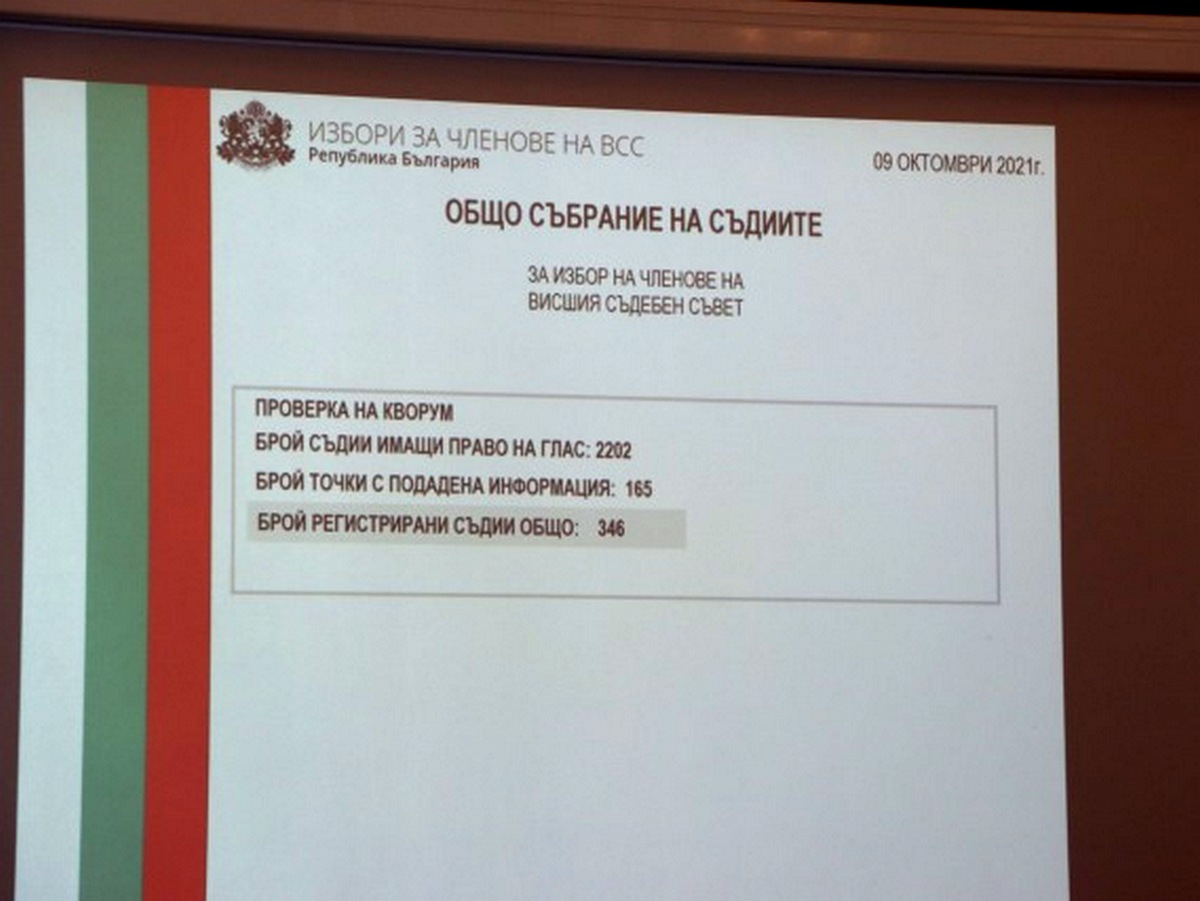 ИЗБОРИ ЗА ЧЛЕНОВЕ НА ВСС
Република България
09 ОКТОМВРИ 2021г.
ОБЩО СЪБРАНИЕ НА СЪДИИТЕ
ЗА ИЗБОР НА ЧЛЕНОВЕ НА
ВИСШИЯ СЪДЕБЕН СЪВЕТ
ПРОВЕРКА НА КВОРУМ
БРОЙ СЪДИИ ИМАЩИ ПРАВО НА ГЛАС: 2202
БРОЙ ТОЧКИ С ПОДАДЕНА ИНФОРМАЦИЯ: 165
БРОЙ РЕГИСТРИРАНИ СЪДИИ ОБЩО: 346